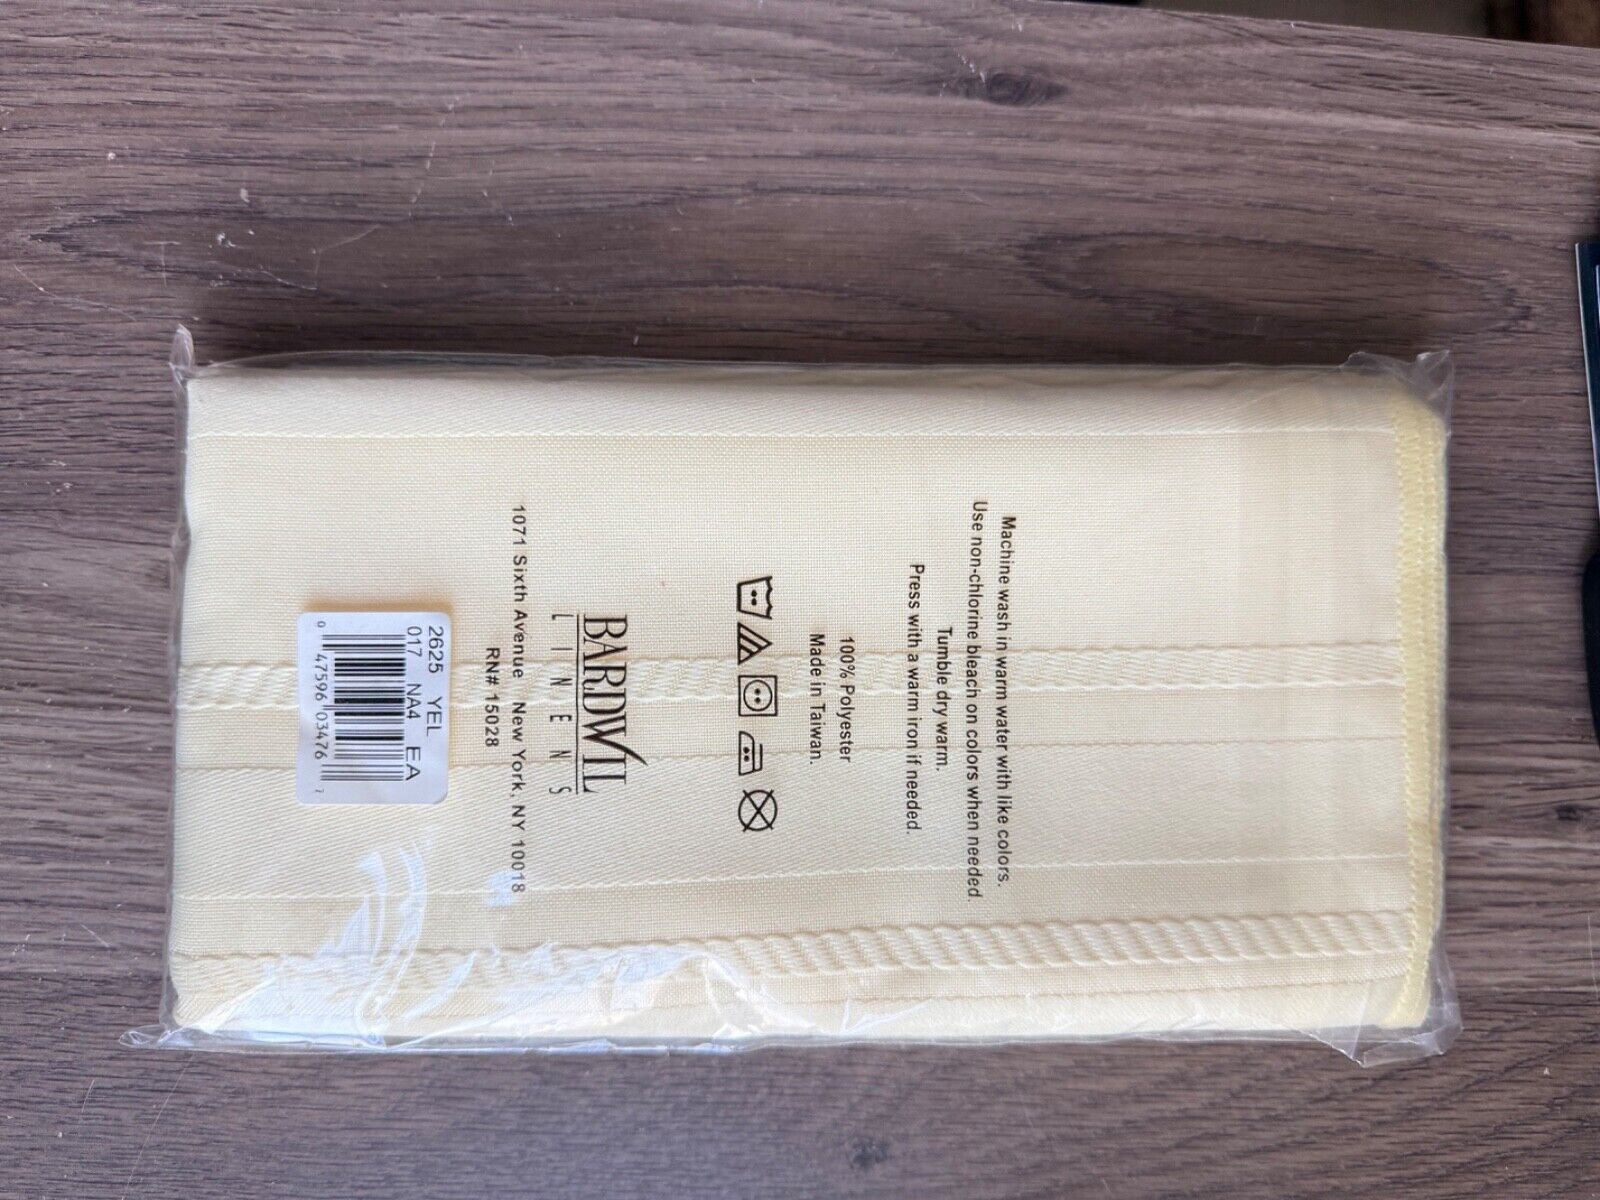 Machine wash in warm water with like colors.
Use non-chlorine bleach on colors when needed.
Tumble dry warm.
Press with a warm iron if needed.
100% Polyester
Made in Taiwan.
BARDWIL
LINENS
1071 Sixth Avenue New York, NY 10018
RN# 15028
2625 YEL
017 NA4 EA
0 47596 03476 7